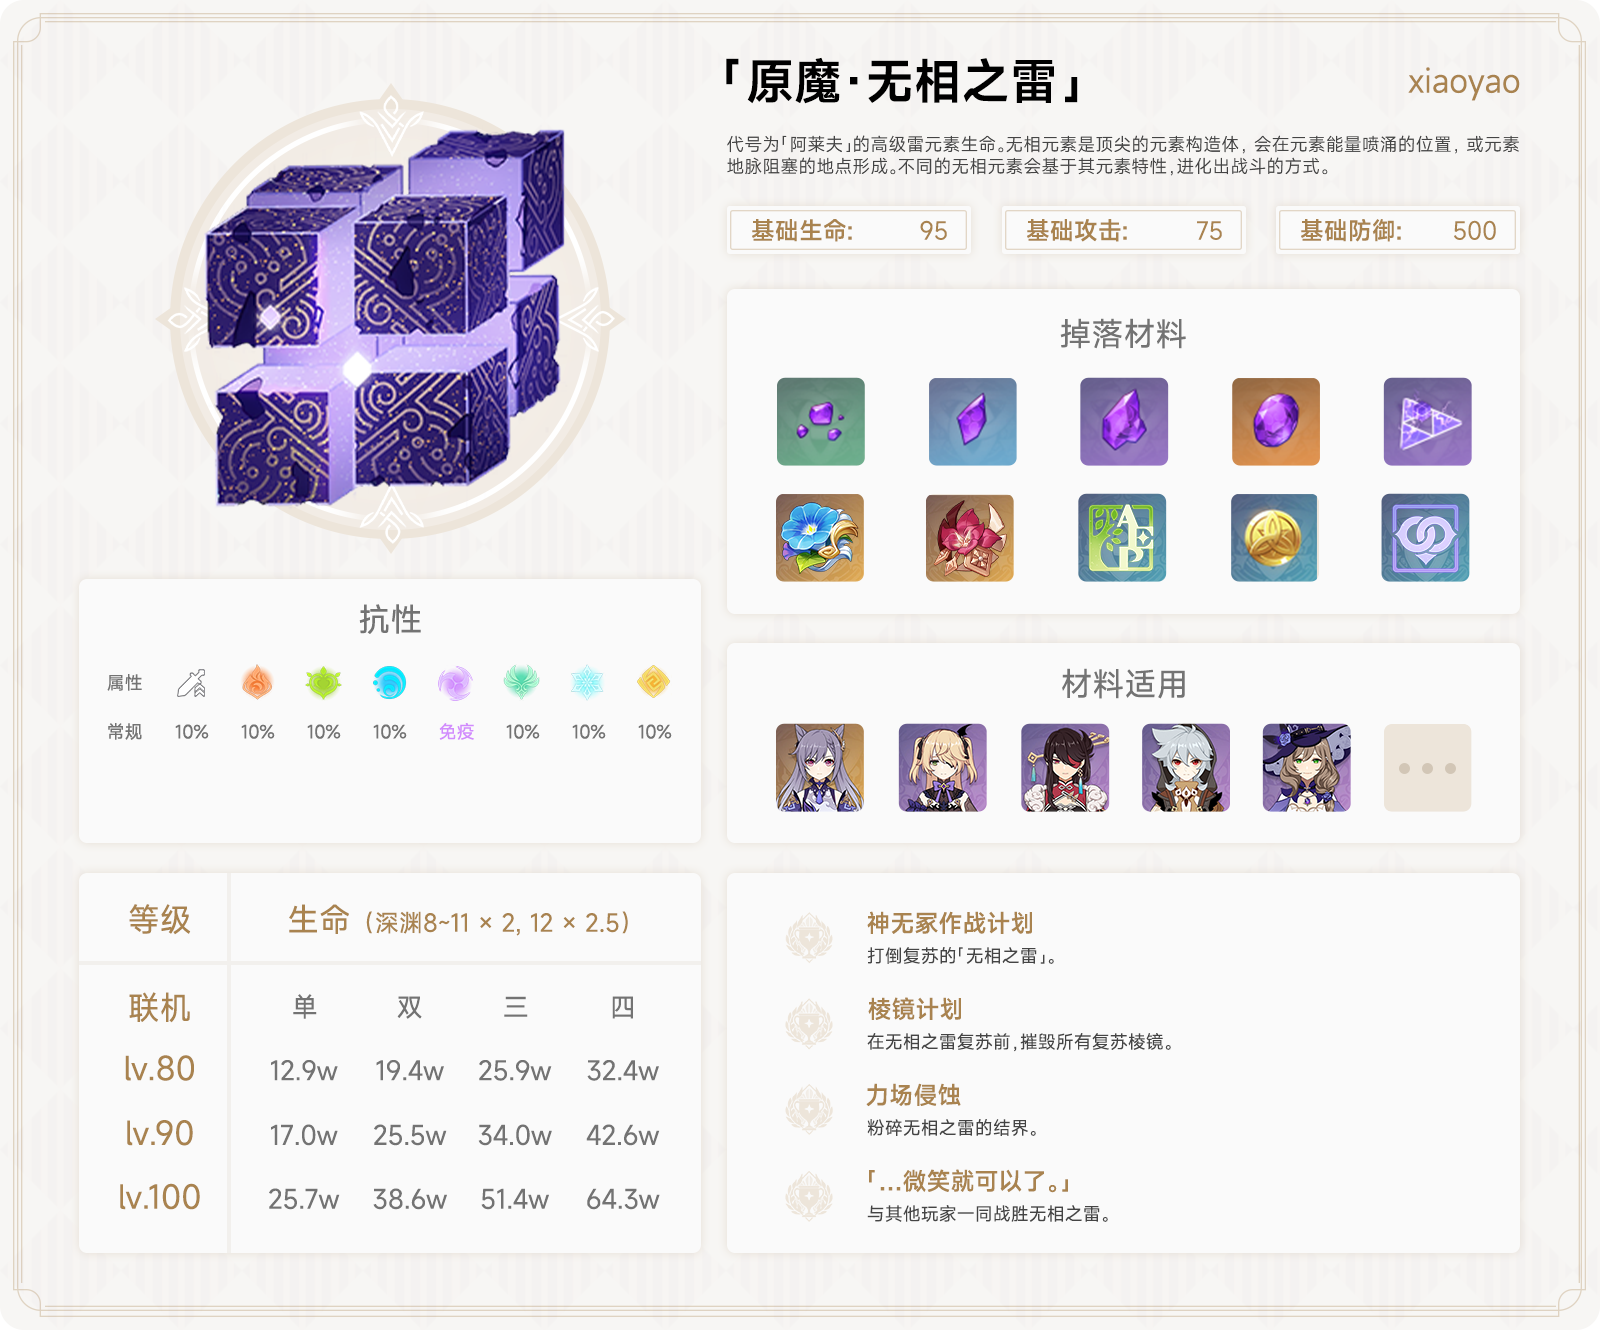 「原魔·无相之雷」
xiaoyao
代号为「阿莱夫」的高级雷元素生命。无相元素是顶尖的元素构造体，会在元素能量喷涌的位置，或元素
地脉阻塞的地点形成。不同的无相元素会基于其元素特性，进化出战斗的方式。
基础生命: 95
基础攻击: 75
基础防御: 500
掉落材料
AEP
抗性
属性
常规 10% 10% 10% 10% 免疫 10% 10% 10%
材料适用
等级 生命（深渊8~11 × 2, 12 × 2.5）
联机 单 双 三 四
lv.80 12.9w 19.4w 25.9w 32.4w
lv.90 17.0w 25.5w 34.0w 42.6w
lv.100 25.7w 38.6w 51.4w 64.3w
神无冢作战计划
打倒复苏的「无相之雷」。
棱镜计划
在无相之雷复苏前，摧毁所有复苏棱镜。
力场侵蚀
粉碎无相之雷的结界。
「…微笑就可以了。」
与其他玩家一同战胜无相之雷。